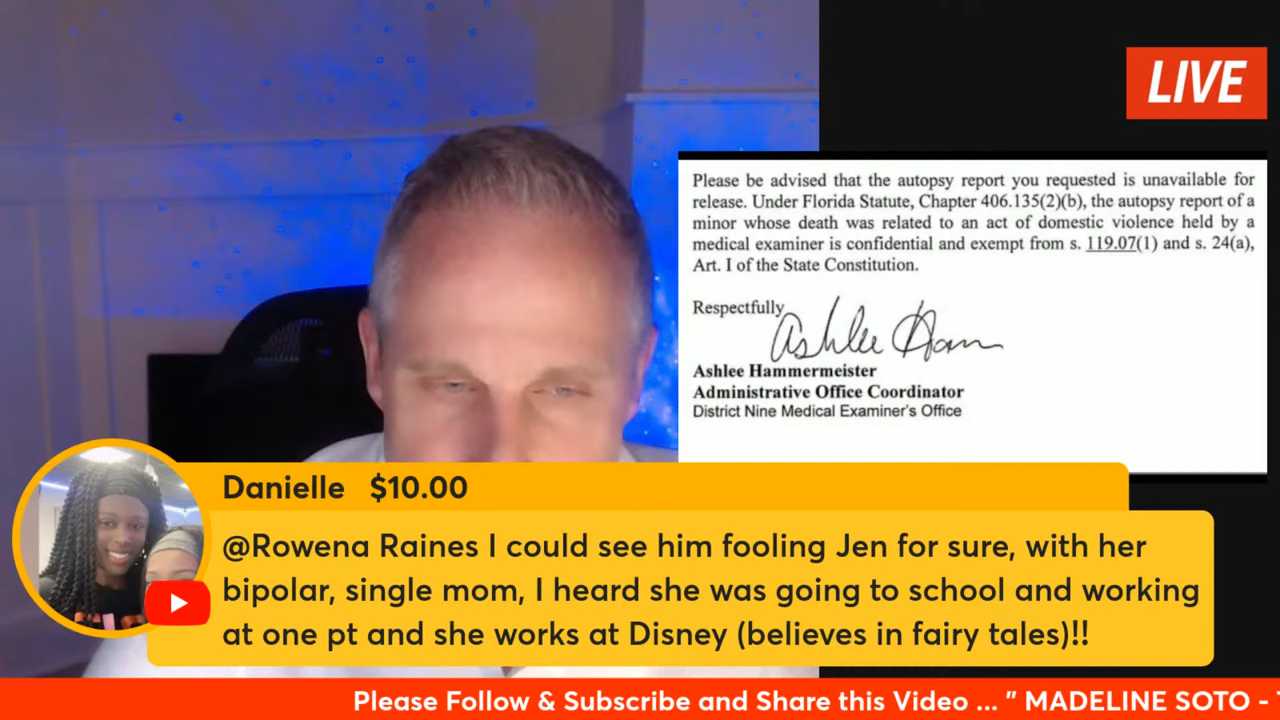 LIVE
Please be advised that the autopsy report you requested is unavailable for
release. Under Florida Statute, Chapter 406.135(2)(b), the autopsy report of a
minor whose death was related to an act of domestic violence held by a
medical examiner is confidential and exempt from s. 119.07(1) and s. 24(a),
Art. I of the State Constitution.
Respectfully
Ashlee Hammermeister
Administrative Office Coordinator
District Nine Medical Examiner's Office
Danielle $10.00
@Rowena Raines I could see him fooling Jen for sure, with her
bipolar, single mom, I heard she was going to school and working
at one pt and she works at Disney (believes in fairy tales)!!
Please Follow & Subscribe and Share this Video ... " MADELINE SOTO -